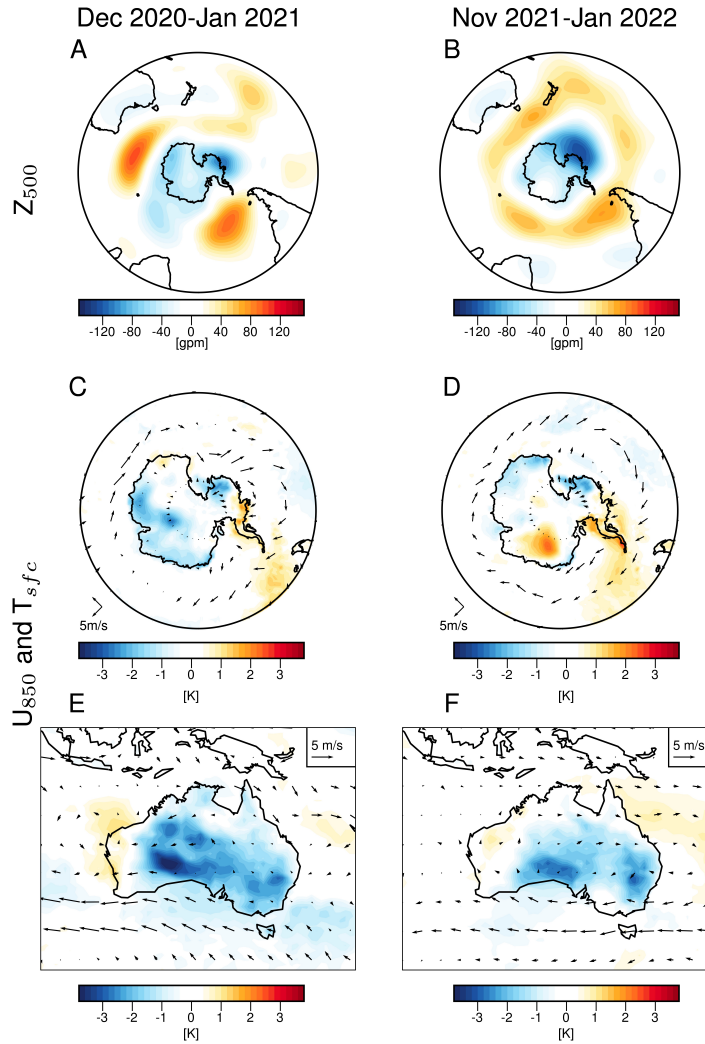 Dec 2020-Jan 2021 Nov 2021-Jan 2022
A B
Z500
-120 -80 -40 0 40 80 120 -120 -80 -40 0 40 80 120
[gpm] [gpm]
C D
5m/s 5m/s
U850 and Tsfc
-3 -2 -1 0 1 2 3 -3 -2 -1 0 1 2 3
[K] [K]
E F
5 m/s 5 m/s
-3 -2 -1 0 1 2 3 -3 -2 -1 0 1 2 3
[K] [K]